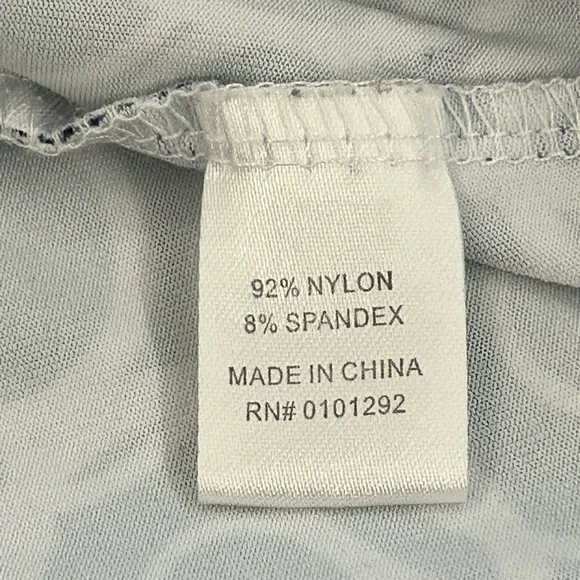 92% NYLON
8% SPANDEX
MADE IN CHINA
RN# 0101292